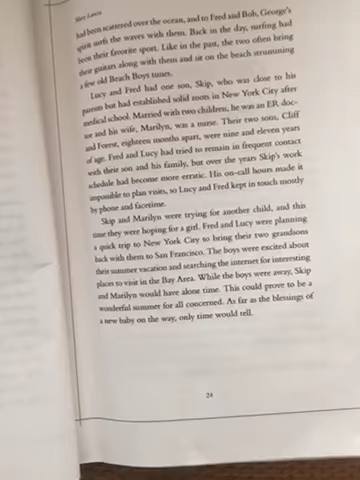 had been scattered over the ocean, and to Fred and Bob, George's
spirit surfs the waves with them. Back in the day, surfing had
been their favorite sport. Like in the past, the two often bring
their guitars along with them and sit on the beach strumming
a few old Beach Boys tunes.
Lucy and Fred had one son, Skip, who was close to his
parents but had established solid roots in New York City after
medical school. Married with two children, he was an ER doc-
tor and his wife, Marilyn, was a nurse. Their two sons, Cliff
and Forest, eighteen months apart, were nine and eleven years
of age. Fred and Lucy had tried to remain in frequent contact
with their son and his family, but over the years Skip's work
schedule had become more erratic. His on-call hours made it
impossible to plan visits, so Lucy and Fred kept in touch mostly
by phone and facetime.
Skip and Marilyn were trying for another child, and this
time they were hoping for a girl. Fred and Lucy were planning
a quick trip to New York City to bring their two grandsons
back with them to San Francisco. The boys were excited about
their summer vacation and searching the internet for interesting
places to visit in the Bay Area. While the boys were away, Skip
and Marilyn would have alone time. This could prove to be a
wonderful summer for all concerned. As far as the blessings of
a new baby on the way, only time would tell.
24